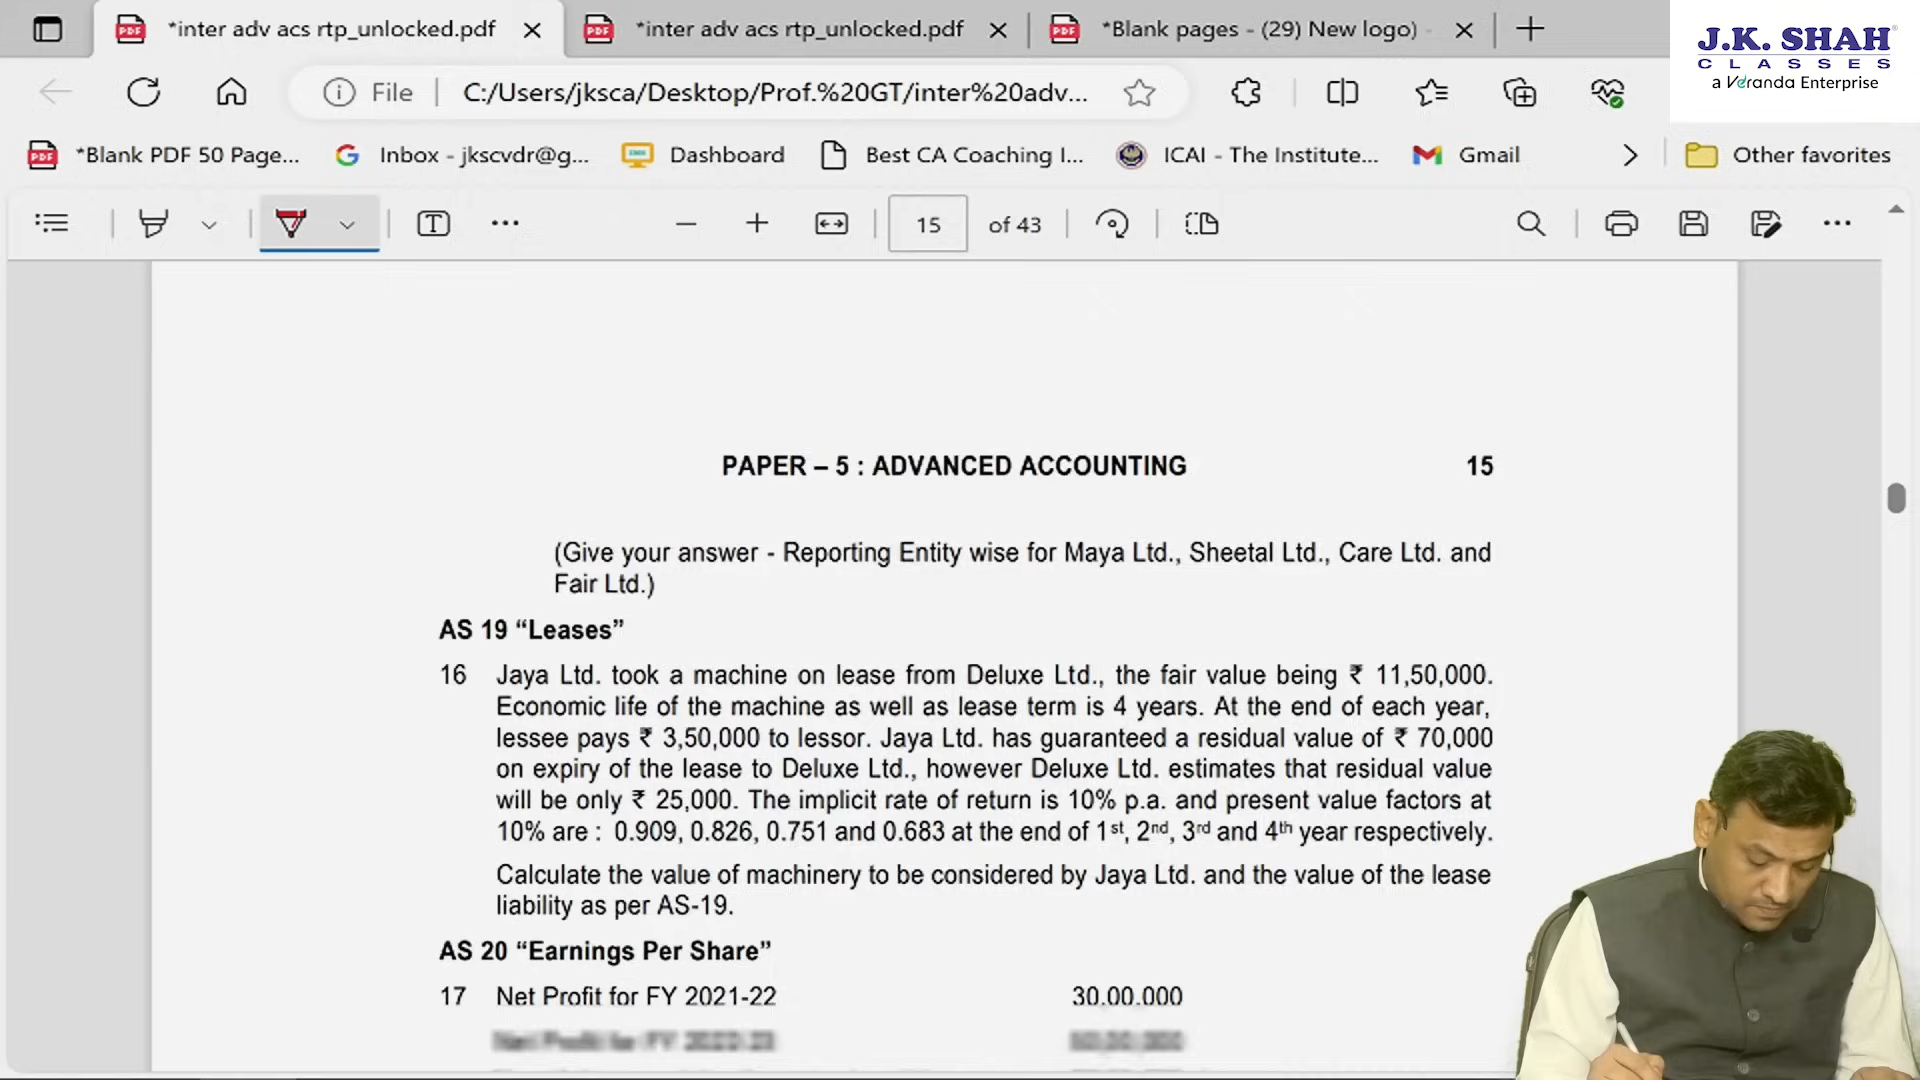 *inter adv acs rtp_unlocked.pdf
*inter adv acs rtp_unlocked.pdf
*Blank pages - (29) New logo)
J.K. SHAH
CLASSES
a Veranda Enterprise
File
C:/Users/jksca/Desktop/Prof.%20GT/inter%20adv...
*Blank PDF 50 Page...
Inbox - jkscvdr@g...
Dashboard
Best CA Coaching I...
ICAI - The Institute...
Gmail
Other favorites
15 of 43
PAPER – 5 : ADVANCED ACCOUNTING 15
(Give your answer - Reporting Entity wise for Maya Ltd., Sheetal Ltd., Care Ltd. and
Fair Ltd.)
AS 19 “Leases”
16 Jaya Ltd. took a machine on lease from Deluxe Ltd., the fair value being ₹ 11,50,000.
Economic life of the machine as well as lease term is 4 years. At the end of each year,
lessee pays ₹ 3,50,000 to lessor. Jaya Ltd. has guaranteed a residual value of ₹ 70,000
on expiry of the lease to Deluxe Ltd., however Deluxe Ltd. estimates that residual value
will be only ₹ 25,000. The implicit rate of return is 10% p.a. and present value factors at
10% are : 0.909, 0.826, 0.751 and 0.683 at the end of 1st, 2nd, 3rd and 4th year respectively.
Calculate the value of machinery to be considered by Jaya Ltd. and the value of the lease
liability as per AS-19.
AS 20 “Earnings Per Share”
17 Net Profit for FY 2021-22 30,00,000